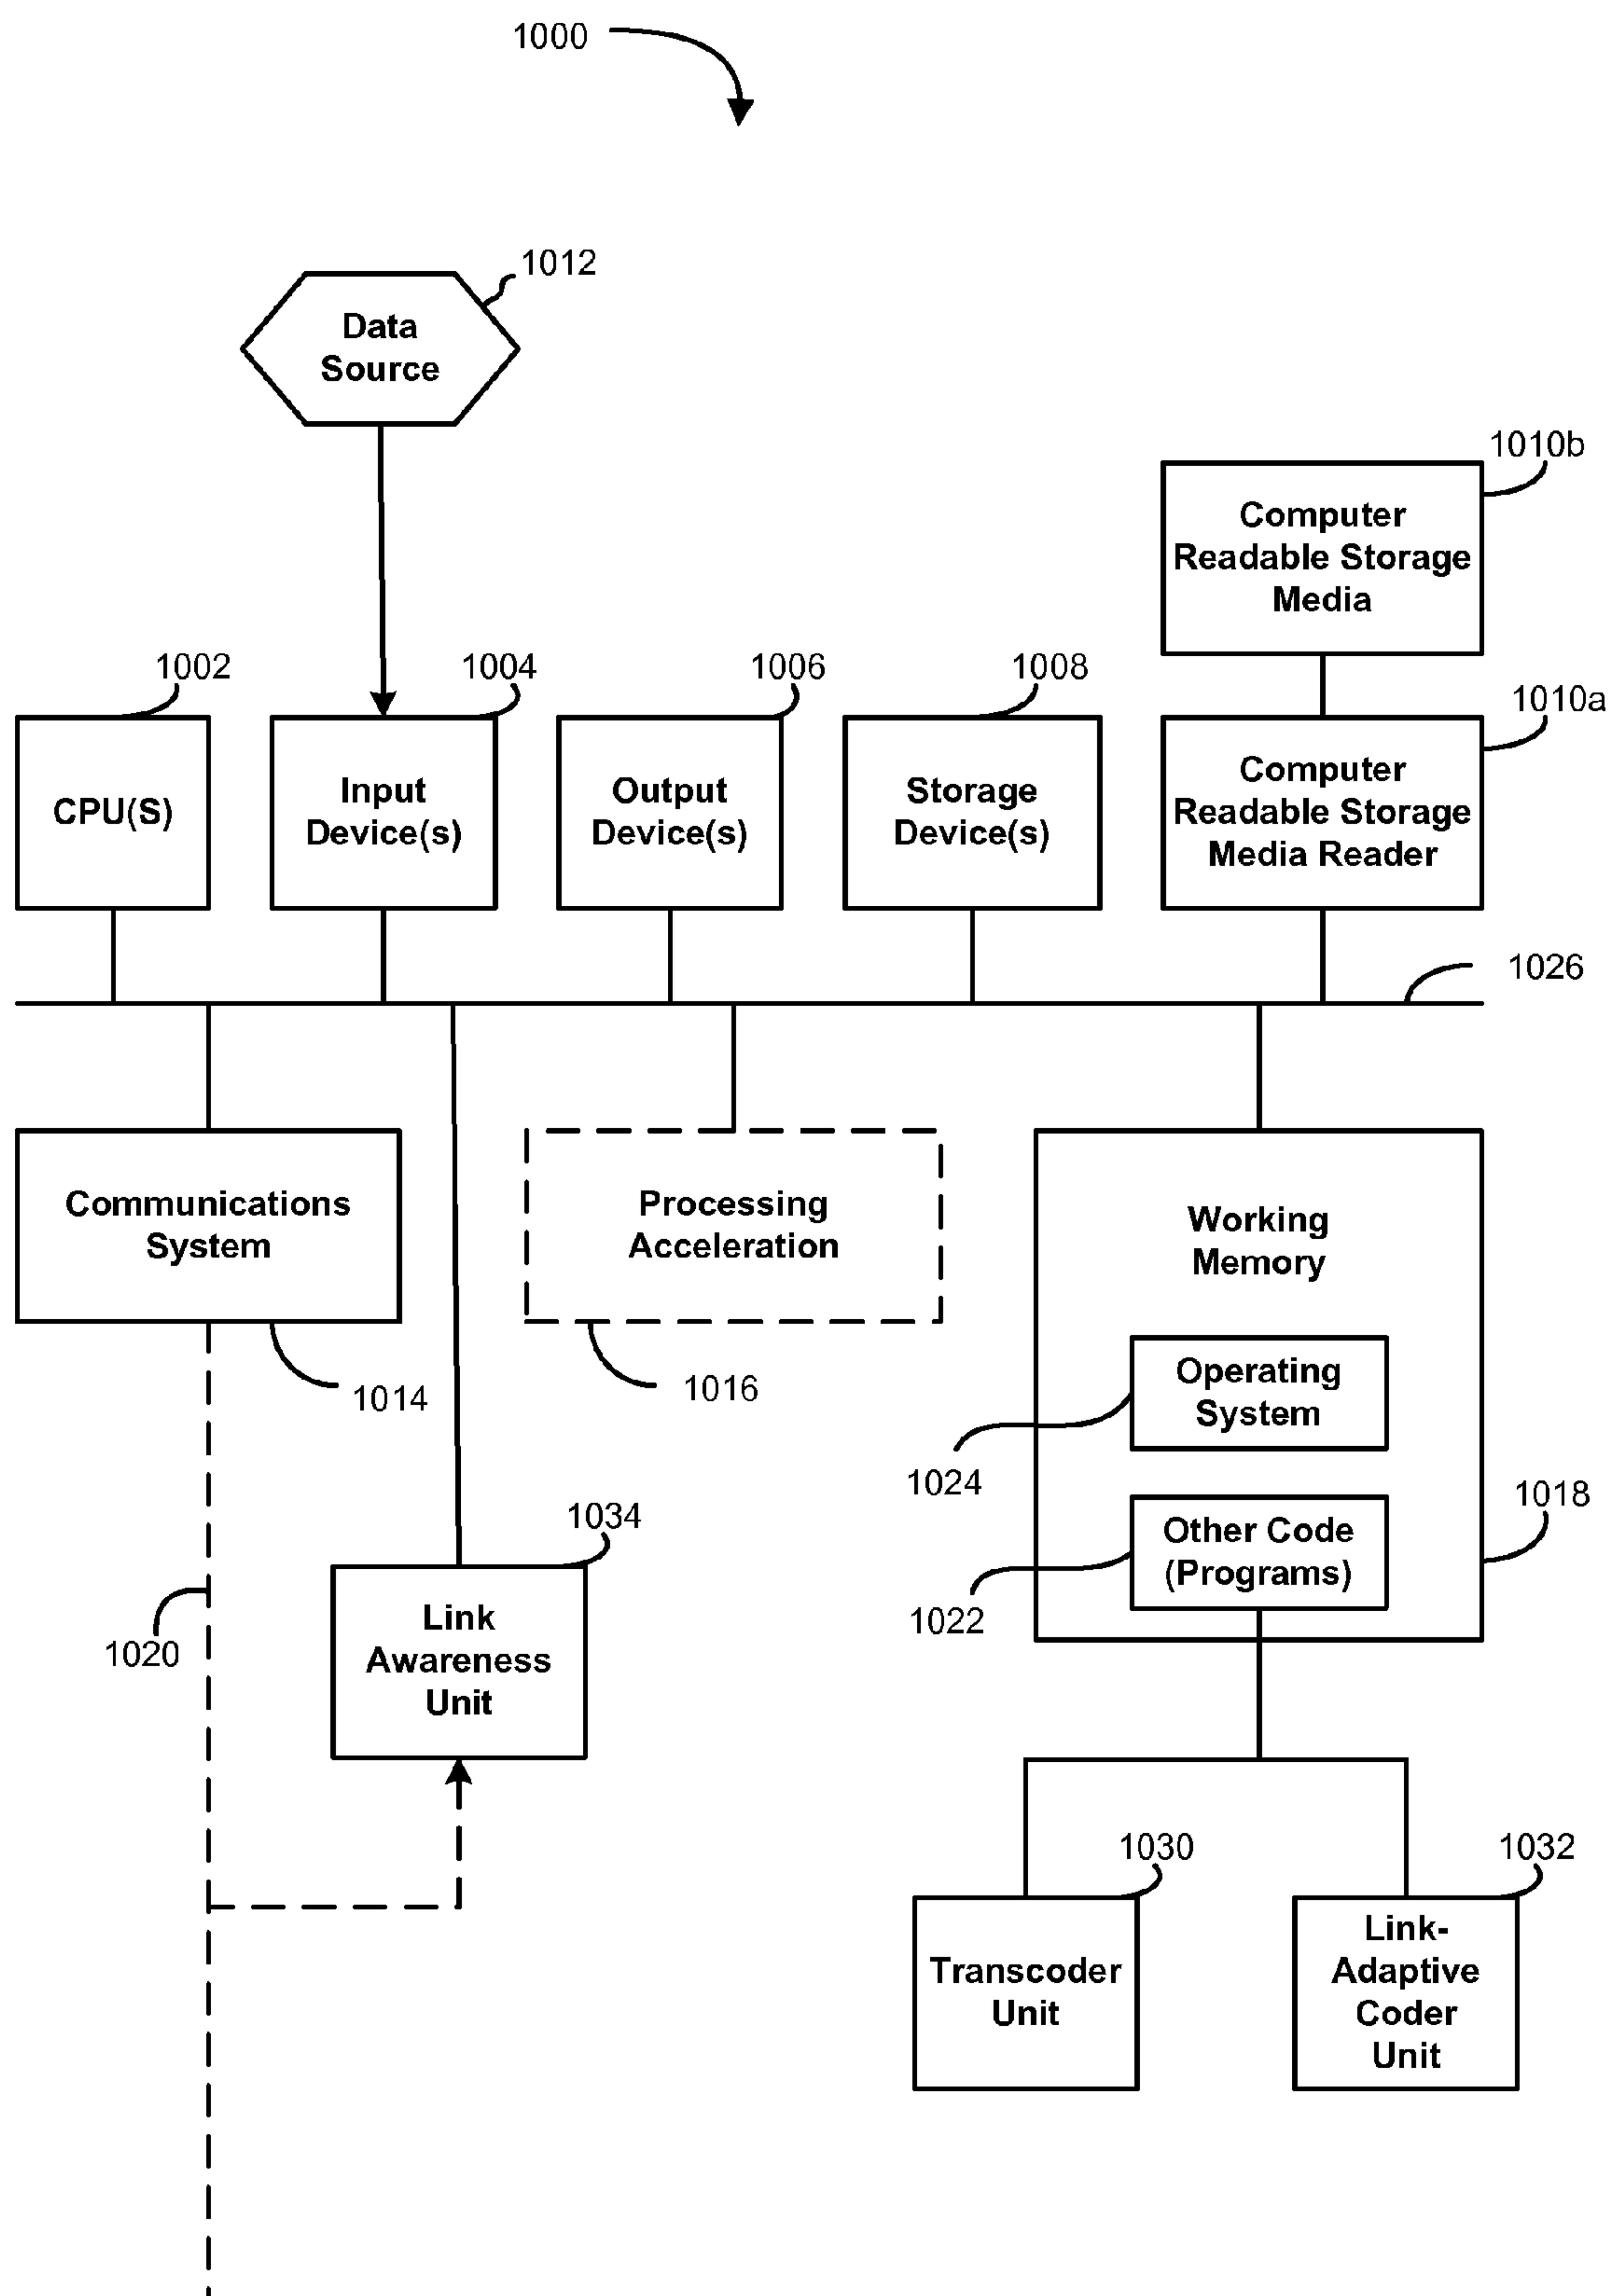 1000
1012
Data
Source
1010b
Computer
Readable Storage
Media
1002
1004
1006
1008
1010a
CPU(S)
Input
Device(s)
Output
Device(s)
Storage
Device(s)
Computer
Readable Storage
Media Reader
1026
Communications
System
Processing
Acceleration
Working
Memory
1014
1016
Operating
System
1024
1018
Other Code
(Programs)
1022
1034
1020
Link
Awareness
Unit
1030
1032
Transcoder
Unit
Link-
Adaptive
Coder
Unit